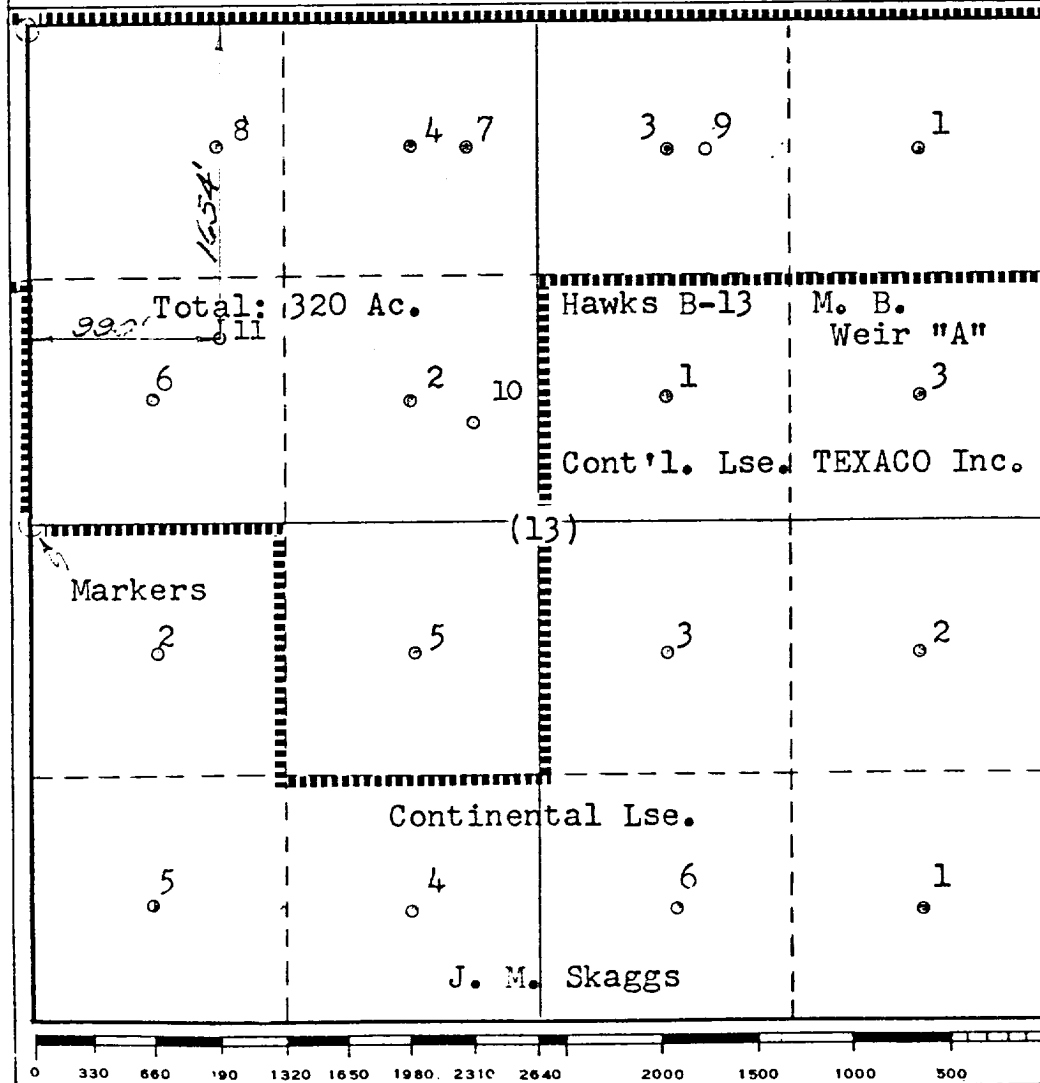 8 4 7 3 9 1
1654'
Total: 320 Ac. Hawks B-13 M. B.
Weir "A"
11
6 2 10 1 3
Cont'l. Lse. TEXACO Inc.
(13)
Markers
2 5 3 2
Continental Lse.
5 4 6 1
J. M. Skaggs
0 330 660 1320 1650 1980. 2310 2640 2000 1500 1000 500